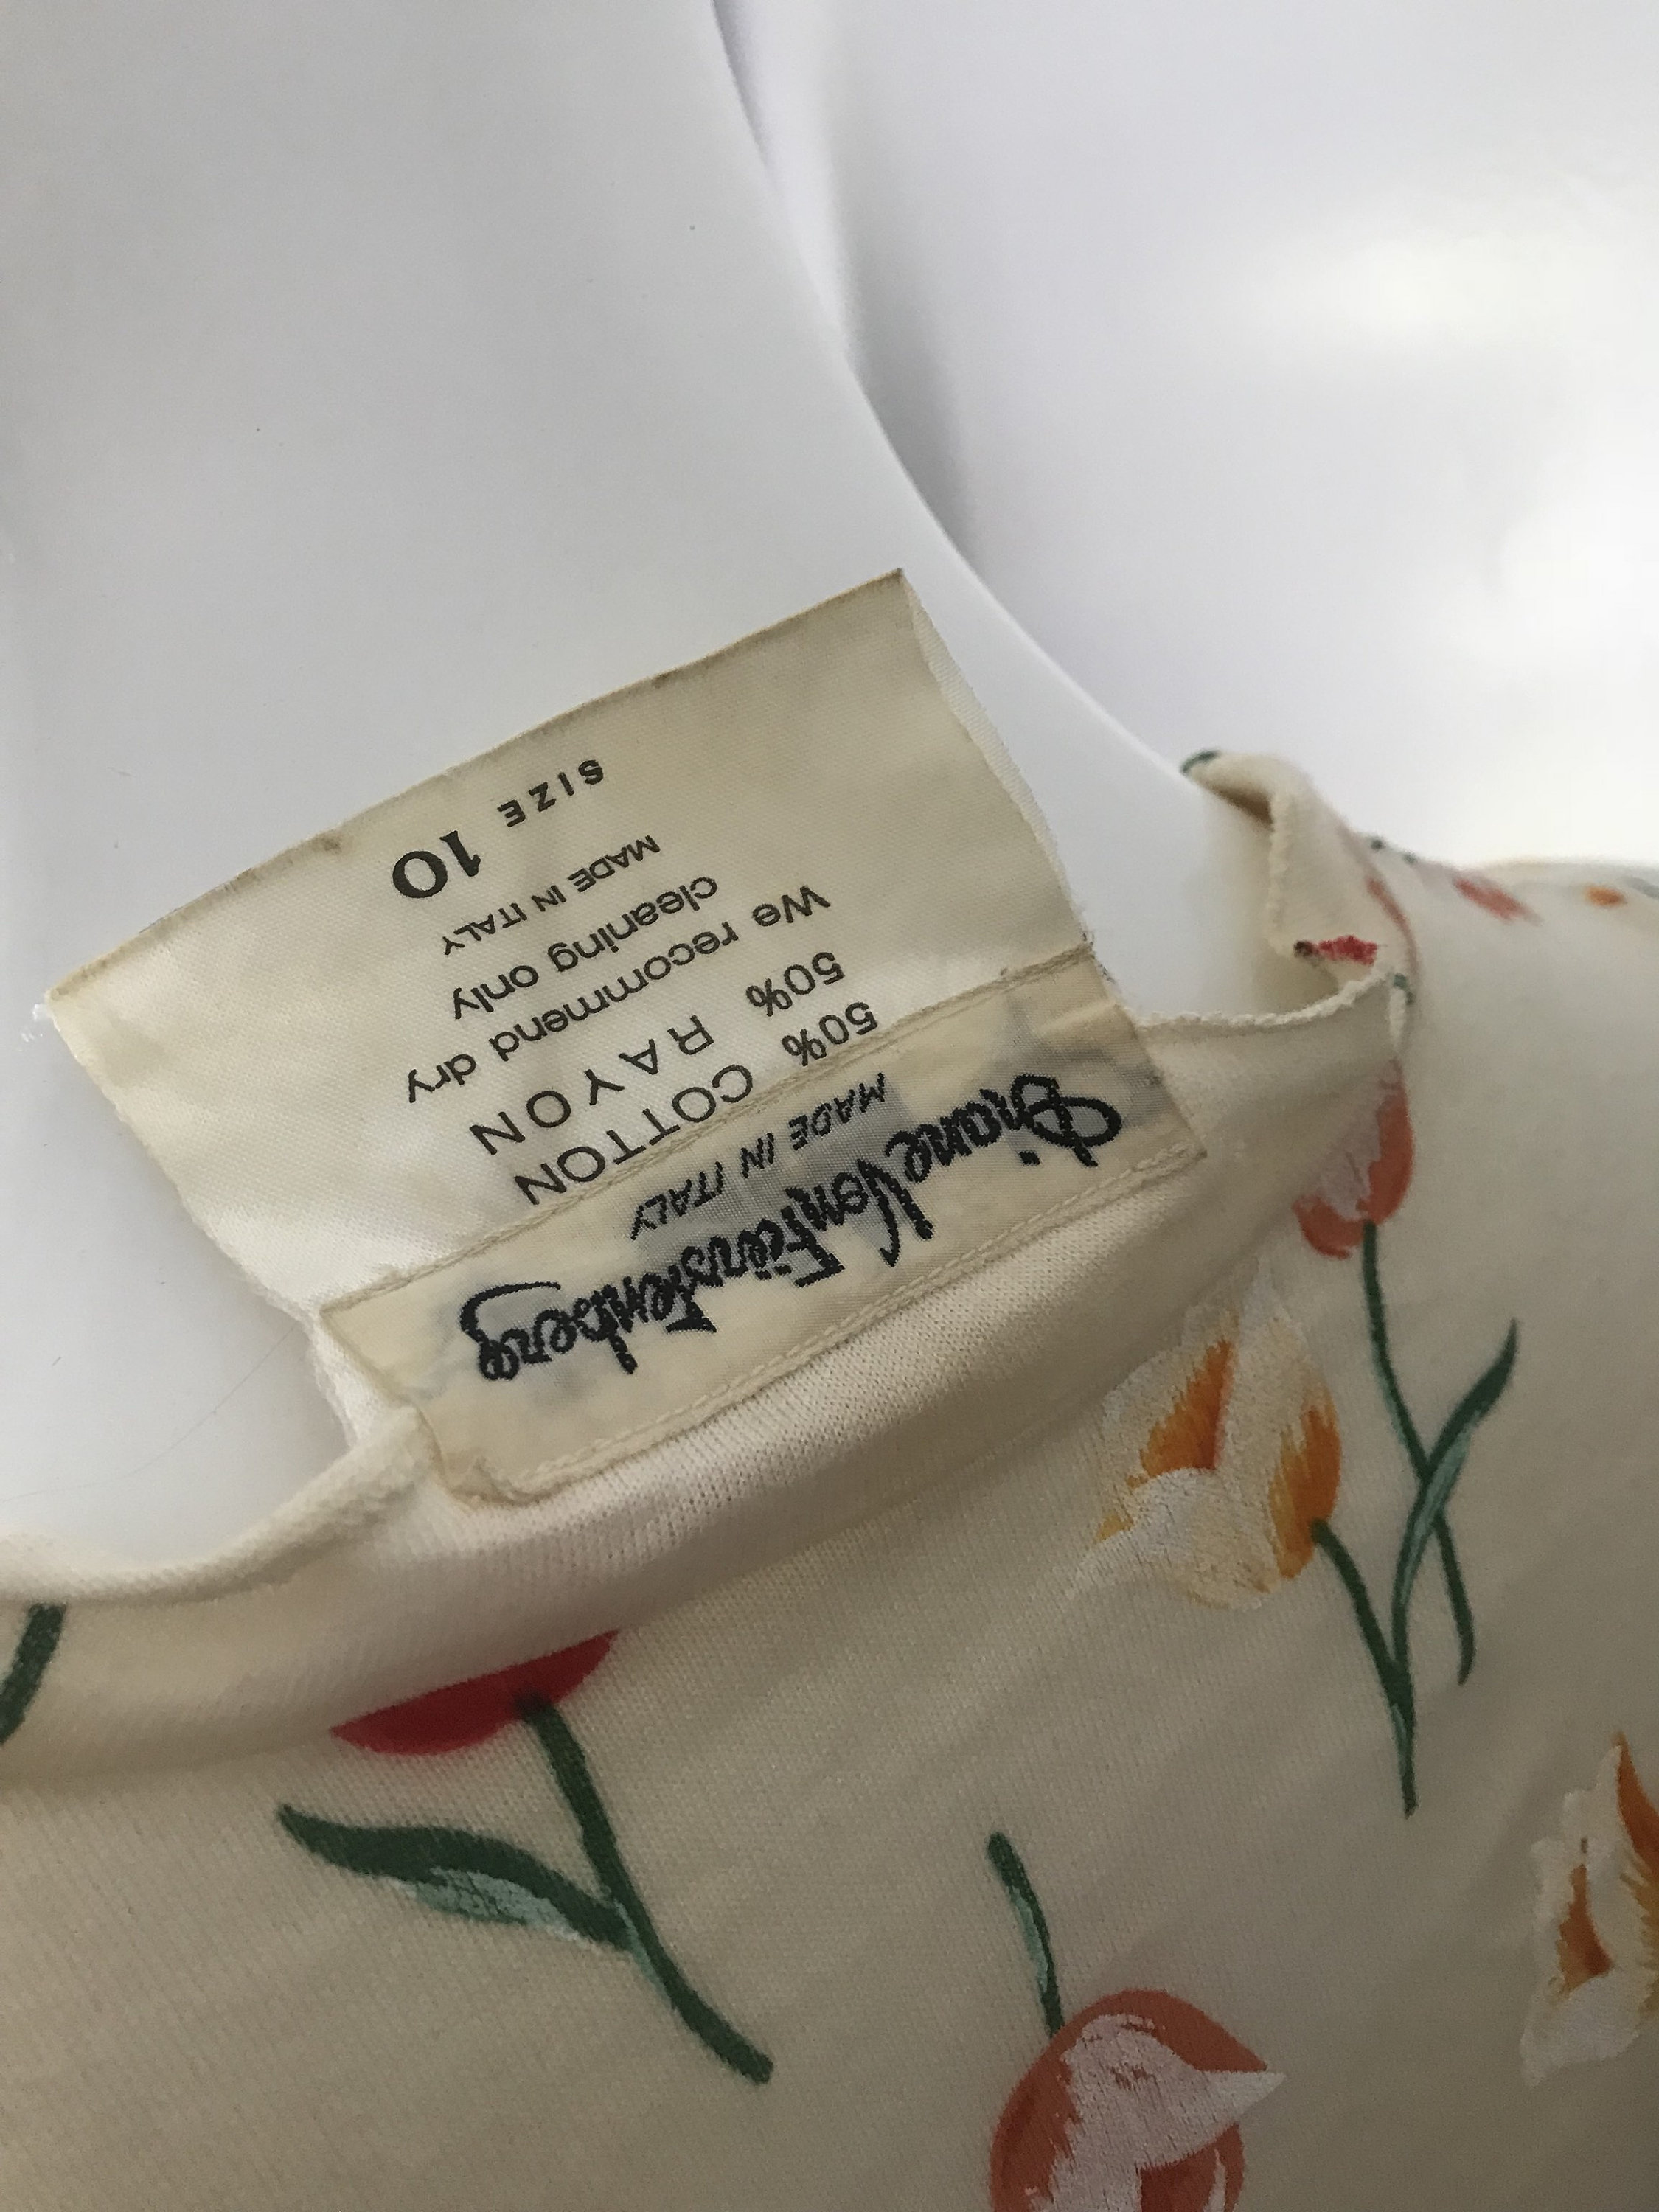 Diane Von Fürstenberg
MADE IN ITALY
50% COTTON
50% RAYON
We recommend dry
cleaning only
MADE IN ITALY
SIZE 10